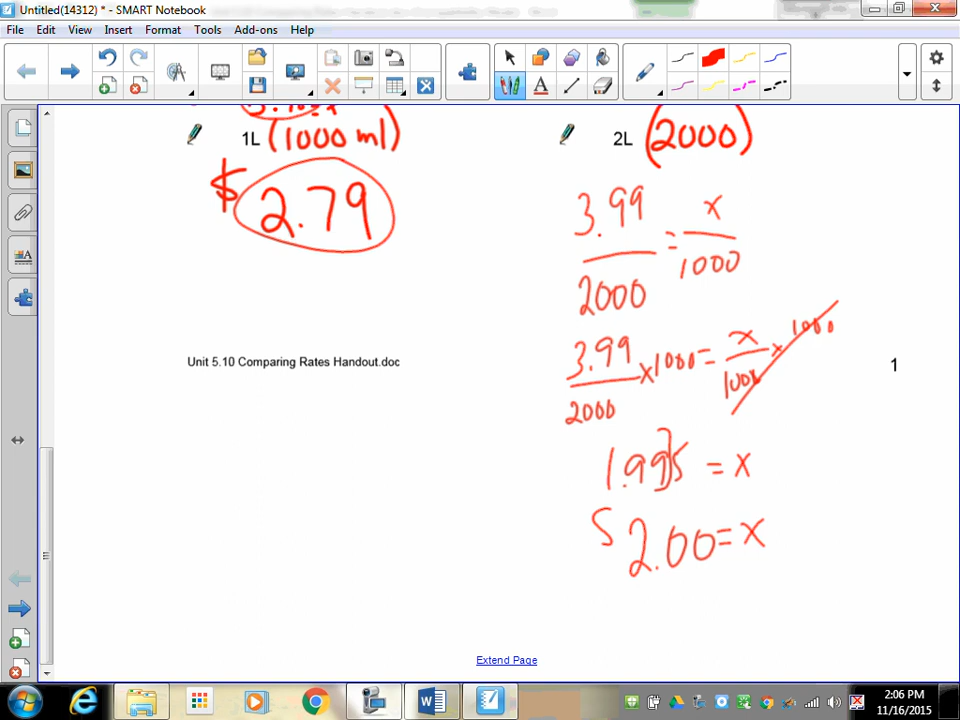 Untitled(14312) * - SMART Notebook
File Edit View Insert Format Tools Add-ons Help
1L (1000 ml)
$ 2.79
Unit 5.10 Comparing Rates Handout.doc
2L (2000)
3.99 = x
2000 1000
3.99 x 1000 = x x 1000
2000 1000
1.995 = x
$ 2.00 = x
1
Extend Page
2:06 PM
11/16/2015